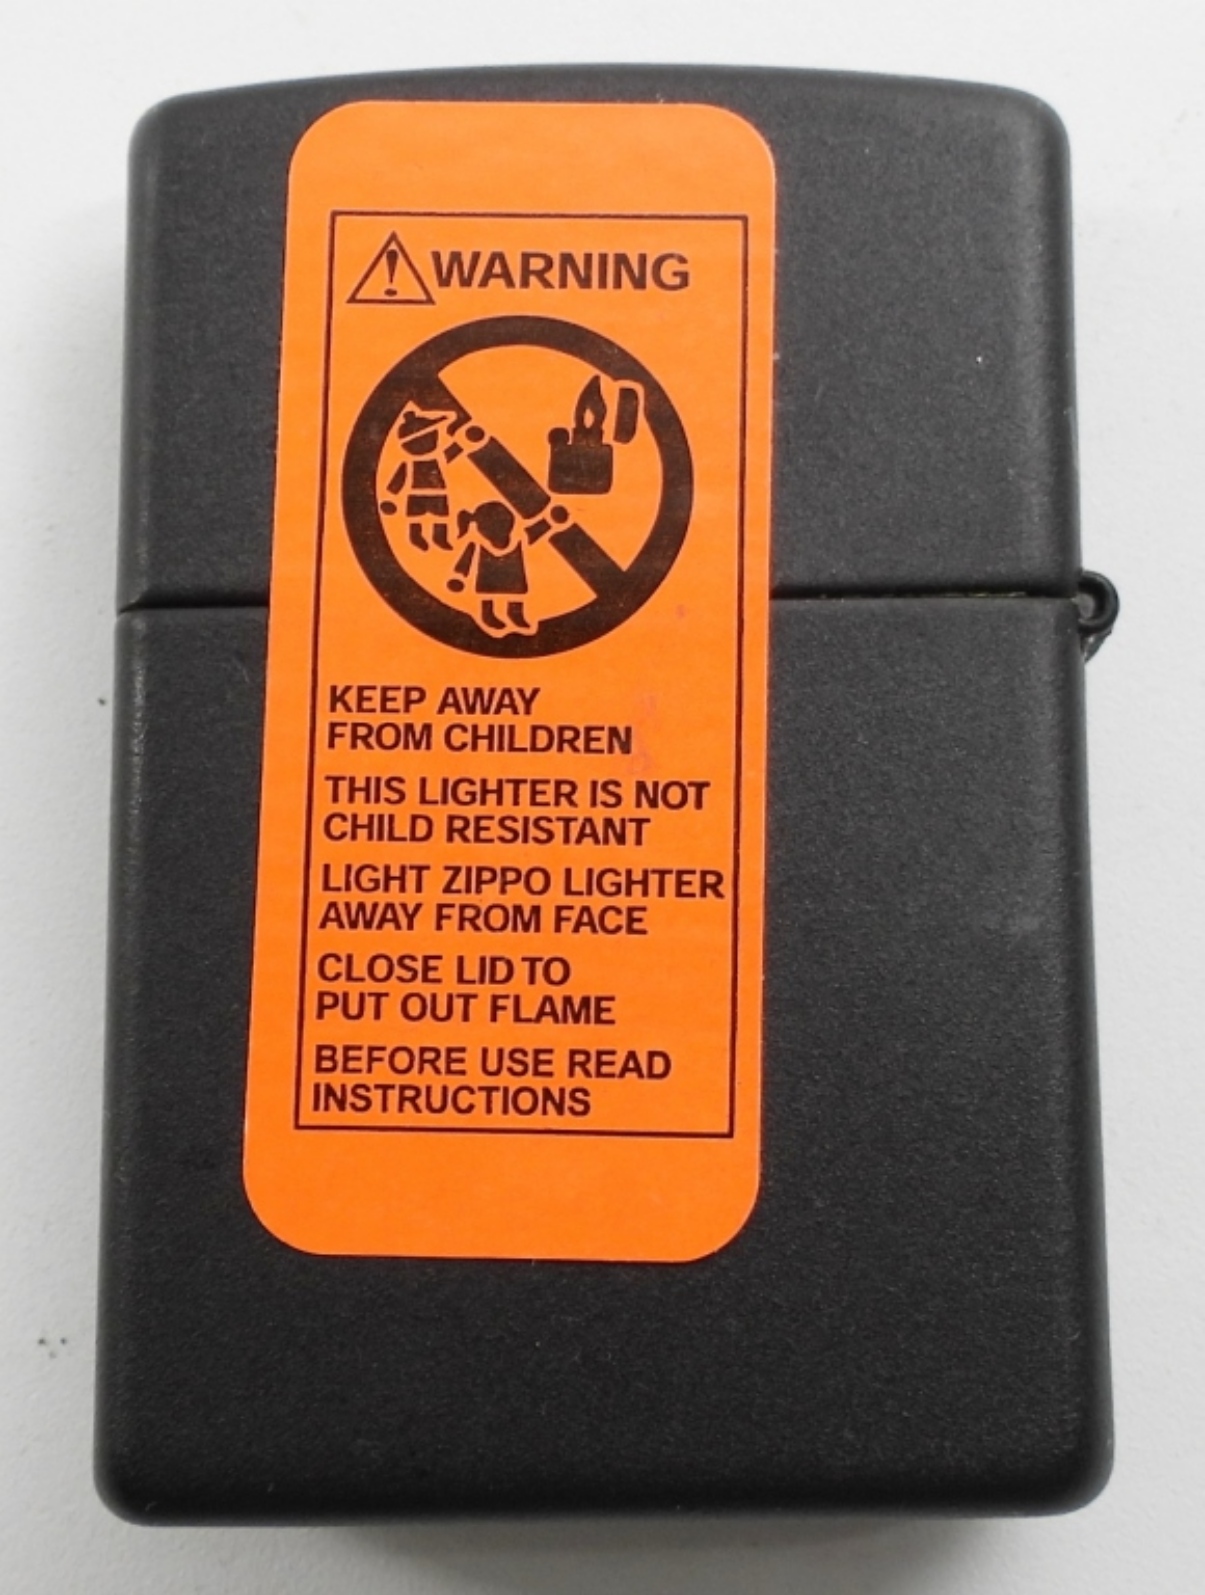 WARNING
KEEP AWAY
FROM CHILDREN
THIS LIGHTER IS NOT
CHILD RESISTANT
LIGHT ZIPPO LIGHTER
AWAY FROM FACE
CLOSE LID TO
PUT OUT FLAME
BEFORE USE READ
INSTRUCTIONS